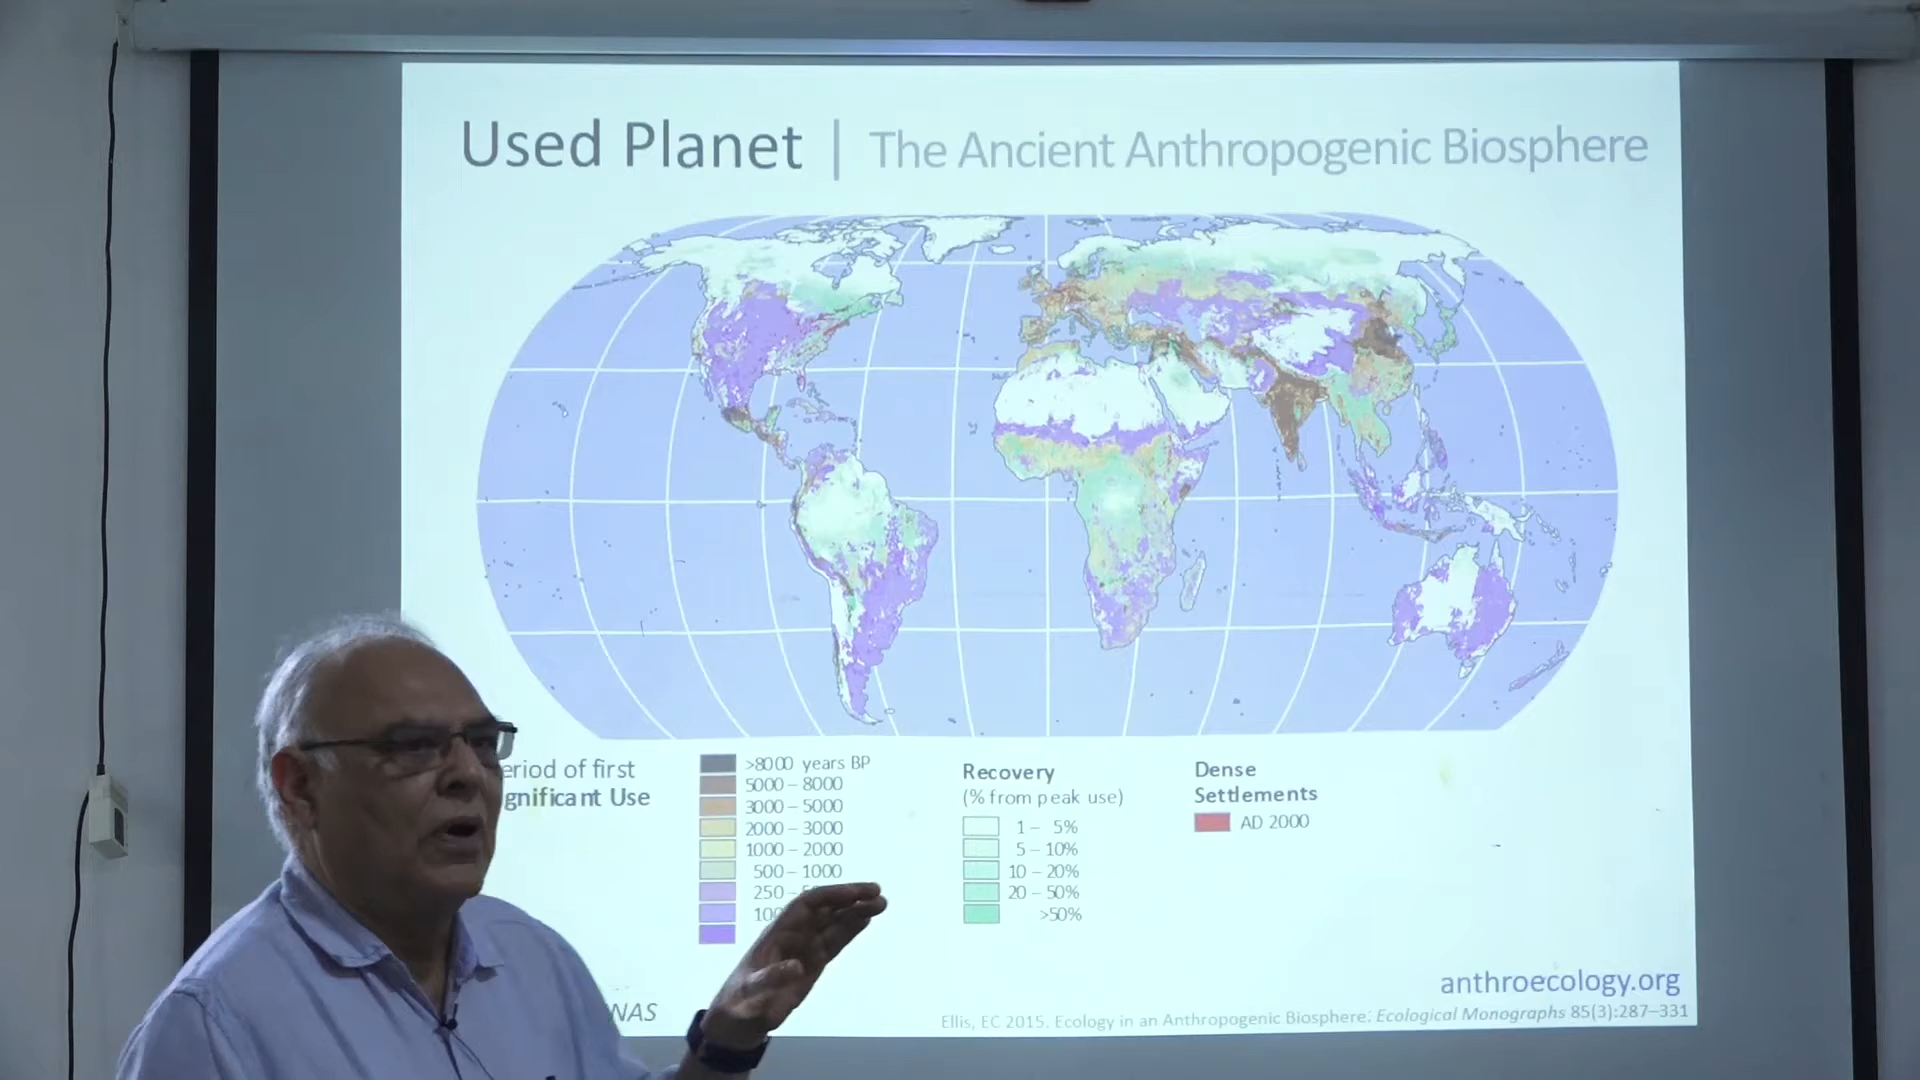 Used Planet | The Ancient Anthropogenic Biosphere
eriod of first
gnificant Use
>8000 years BP
5000 – 8000
3000 – 5000
2000 – 3000
1000 – 2000
500 – 1000
250 –
100
Recovery
(% from peak use)
1 – 5%
5 – 10%
10 – 20%
20 – 50%
>50%
Dense
Settlements
AD 2000
anthroecology.org
NAS
Ellis, EC 2015. Ecology in an Anthropogenic Biosphere. Ecological Monographs 85(3):287–331